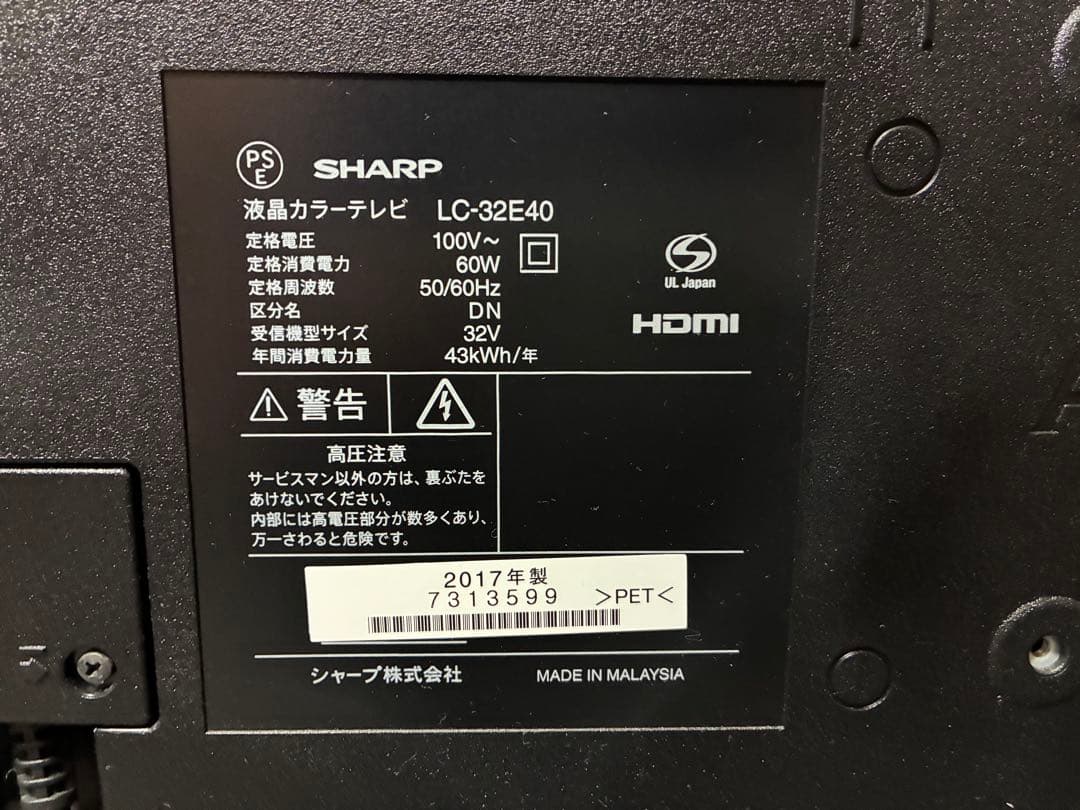 PSE SHARP
液晶カラーテレビ LC-32E40
定格電圧 100V～
定格消費電力 60W
定格周波数 50/60Hz
区分名 DN
受信機型サイズ 32V
年間消費電力量 43kWh/年
UL Japan
HDMI
警告
高圧注意
サービスマン以外の方は、裏ぶたを
あけないでください。
内部には高電圧部分が数多くあり、
万一さわると危険です。
2017年製
7313599 >PET<
シャープ株式会社 MADE IN MALAYSIA